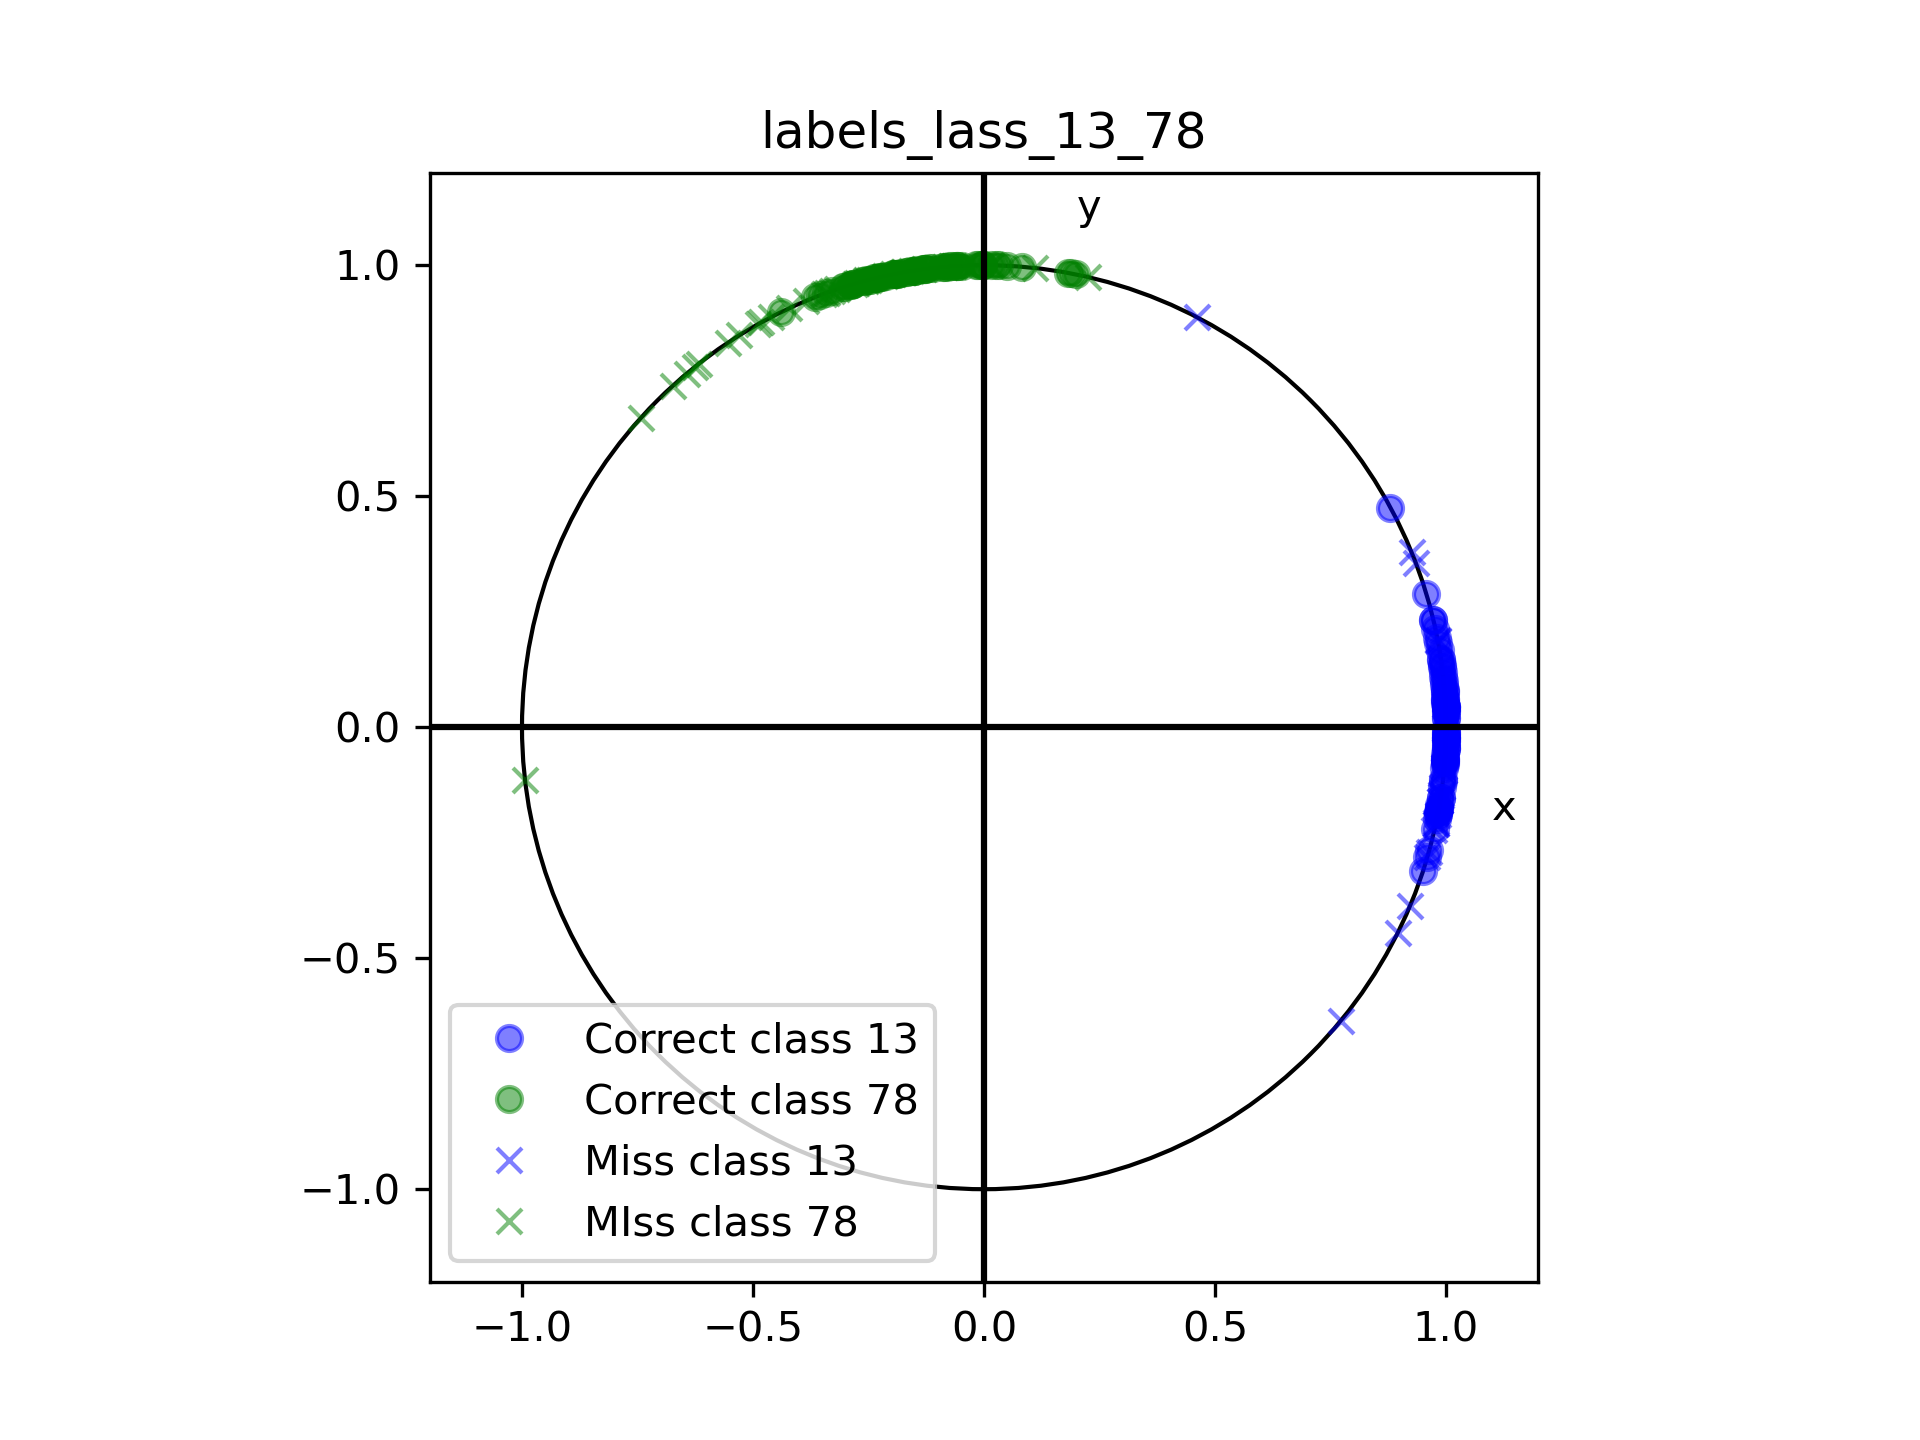 labels_lass_13_78
y
1.0
0.5
0.0
x
−0.5
−1.0
Correct class 13
Correct class 78
Miss class 13
MIss class 78
−1.0 −0.5 0.0 0.5 1.0